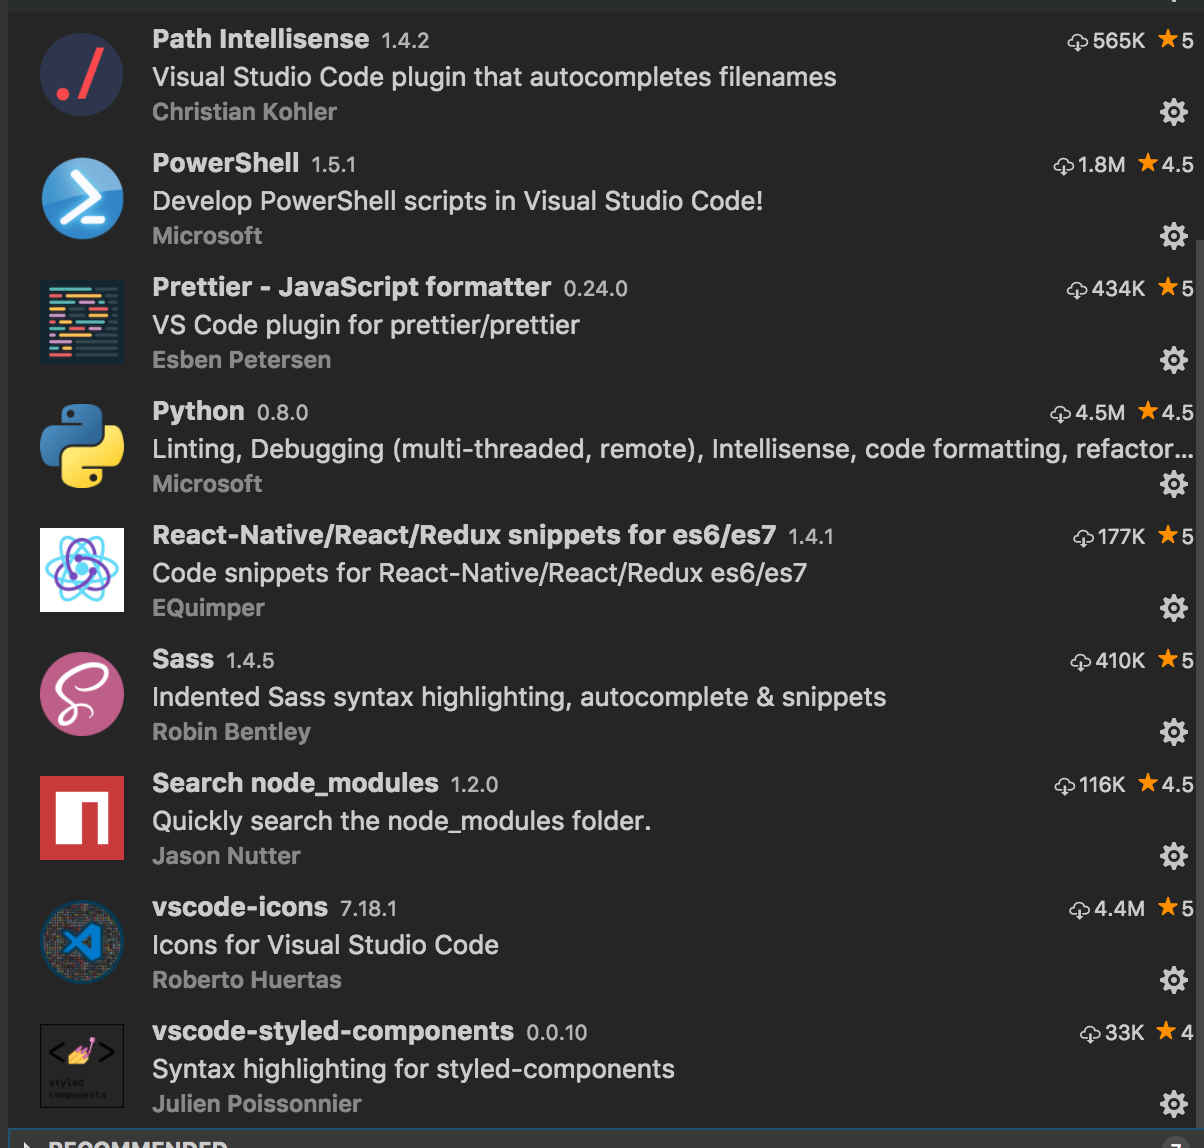 Path Intellisense 1.4.2 565K 5
Visual Studio Code plugin that autocompletes filenames
Christian Kohler
PowerShell 1.5.1 1.8M 4.5
Develop PowerShell scripts in Visual Studio Code!
Microsoft
Prettier - JavaScript formatter 0.24.0 434K 5
VS Code plugin for prettier/prettier
Esben Petersen
Python 0.8.0 4.5M 4.5
Linting, Debugging (multi-threaded, remote), Intellisense, code formatting, refactor...
Microsoft
React-Native/React/Redux snippets for es6/es7 1.4.1 177K 5
Code snippets for React-Native/React/Redux es6/es7
EQuimper
Sass 1.4.5 410K 5
Indented Sass syntax highlighting, autocomplete & snippets
Robin Bentley
Search node_modules 1.2.0 116K 4.5
Quickly search the node_modules folder.
Jason Nutter
vscode-icons 7.18.1 4.4M 5
Icons for Visual Studio Code
Roberto Huertas
vscode-styled-components 0.0.10 33K 4
Syntax highlighting for styled-components
styled
components
Julien Poissonnier
RECOMMENDED